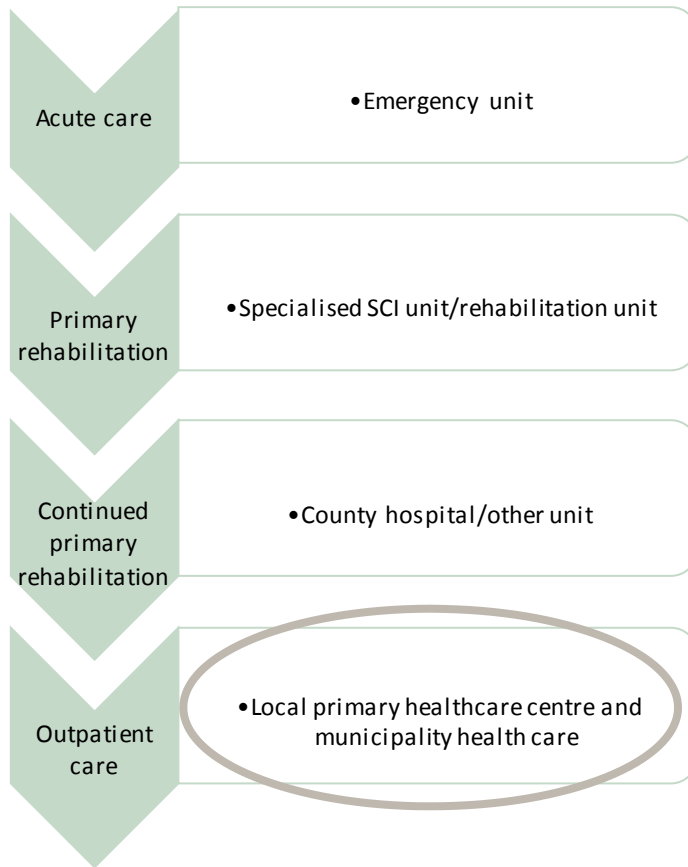 Acute care
•Emergency unit
Primary
rehabilitation
•Specialised SCI unit/rehabilitation unit
Continued
primary
rehabilitation
•County hospital/other unit
Outpatient
care
•Local primary healthcare centre and
municipality health care